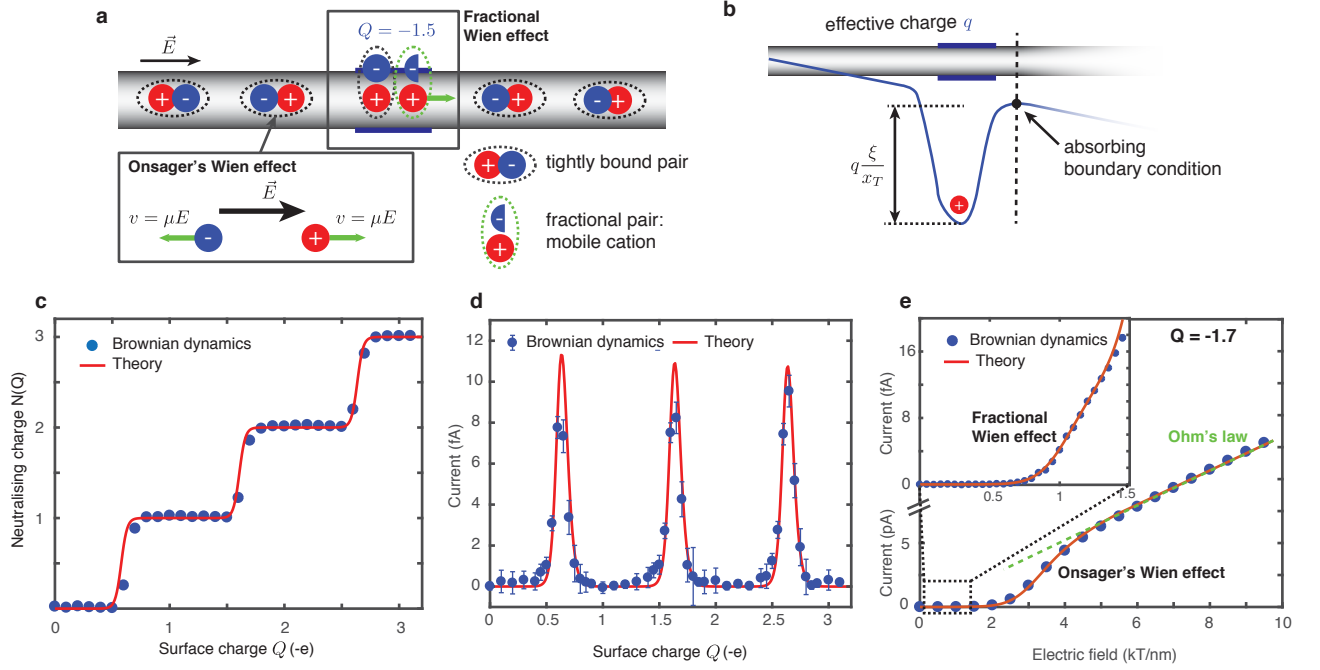 a
E⃗
Q = −1.5
Fractional
Wien effect
+ -
- +
-
-
+
+
- +
- +
Onsager's Wien effect
E⃗
v = μE
v = μE
-
+
+ -
tightly bound pair
-
+
fractional pair:
mobile cation
b
effective charge q
q ξ/x_T
+
absorbing
boundary condition
c
Neutralising charge N(Q)
3
2
1
0
Brownian dynamics
Theory
0
1
2
3
Surface charge Q (-e)
d
Current (fA)
12
10
8
6
4
2
0
Brownian dynamics
Theory
0
0.5
1.0
1.5
2.0
2.5
3.0
Surface charge Q (-e)
e
Q = -1.7
Current (fA)
16
8
0
Brownian dynamics
Theory
Fractional
Wien effect
0.5
1
1.5
Ohm's law
Current (pA)
5
0
Onsager's Wien effect
0
2
4
6
8
10
Electric field (kT/nm)